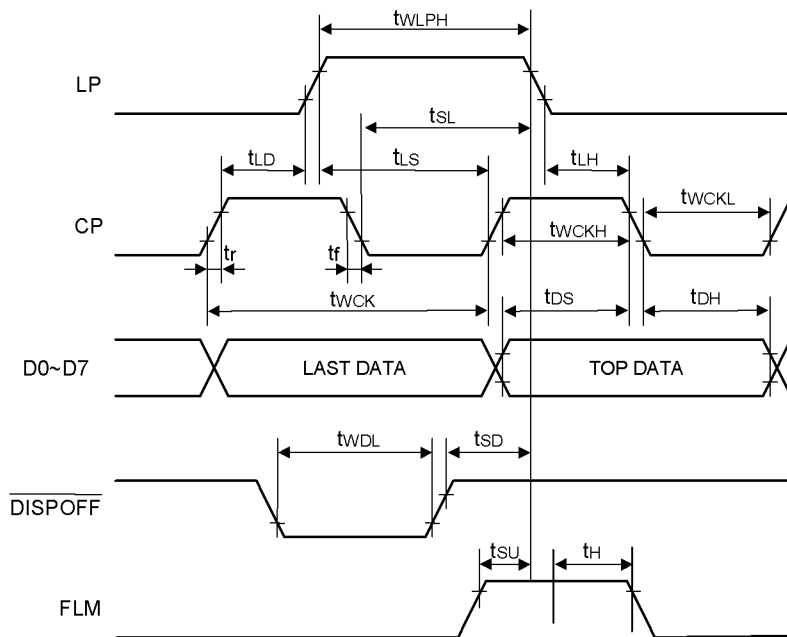 tWLPH
LP
tSL
tLD
tLS
tLH
tWCKL
CP
tWCKH
tr
tf
tWCK
tDS
tDH
D0~D7
LAST DATA
TOP DATA
tWDL
tSD
DISPOFF
tSU
tH
FLM